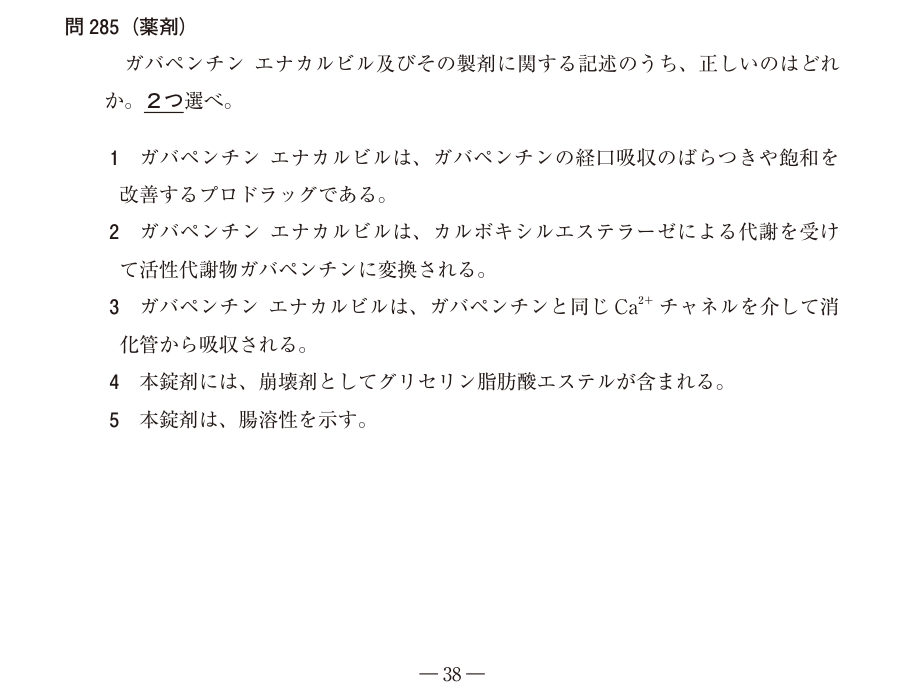 問 285（薬剤）
ガバペンチン エナカルビル及びその製剤に関する記述のうち、正しいのはどれ
か。２つ選べ。
1 ガバペンチン エナカルビルは、ガバペンチンの経口吸収のばらつきや飽和を
改善するプロドラッグである。
2 ガバペンチン エナカルビルは、カルボキシルエステラーゼによる代謝を受け
て活性代謝物ガバペンチンに変換される。
3 ガバペンチン エナカルビルは、ガバペンチンと同じ Ca²⁺ チャネルを介して消
化管から吸収される。
4 本錠剤には、崩壊剤としてグリセリン脂肪酸エステルが含まれる。
5 本錠剤は、腸溶性を示す。
— 38 —